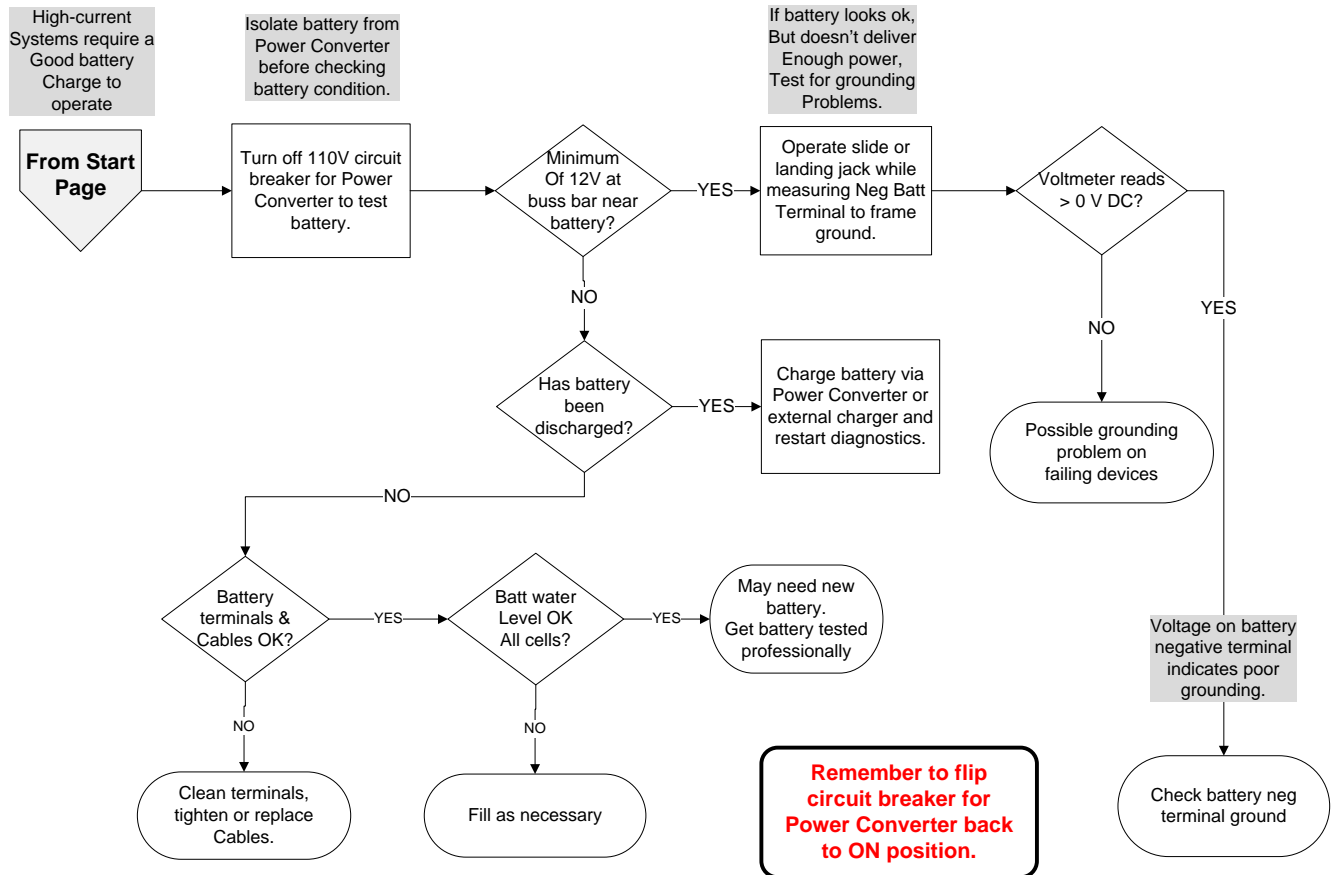 High-current
Systems require a
Good battery
Charge to
operate
Isolate battery from
Power Converter
before checking
battery condition.
If battery looks ok,
But doesn't deliver
Enough power,
Test for grounding
Problems.
From Start
Page
Turn off 110V circuit
breaker for Power
Converter to test
battery.
Minimum
Of 12V at
buss bar near
battery?
YES
Operate slide or
landing jack while
measuring Neg Batt
Terminal to frame
ground.
Voltmeter reads
> 0 V DC?
NO
NO
YES
Has battery
been
discharged?
YES
Charge battery via
Power Converter or
external charger and
restart diagnostics.
Possible grounding
problem on
failing devices
NO
Battery
terminals &
Cables OK?
YES
Batt water
Level OK
All cells?
YES
May need new
battery.
Get battery tested
professionally
Voltage on battery
negative terminal
indicates poor
grounding.
NO
NO
Clean terminals,
tighten or replace
Cables.
Fill as necessary
Remember to flip
circuit breaker for
Power Converter back
to ON position.
Check battery neg
terminal ground